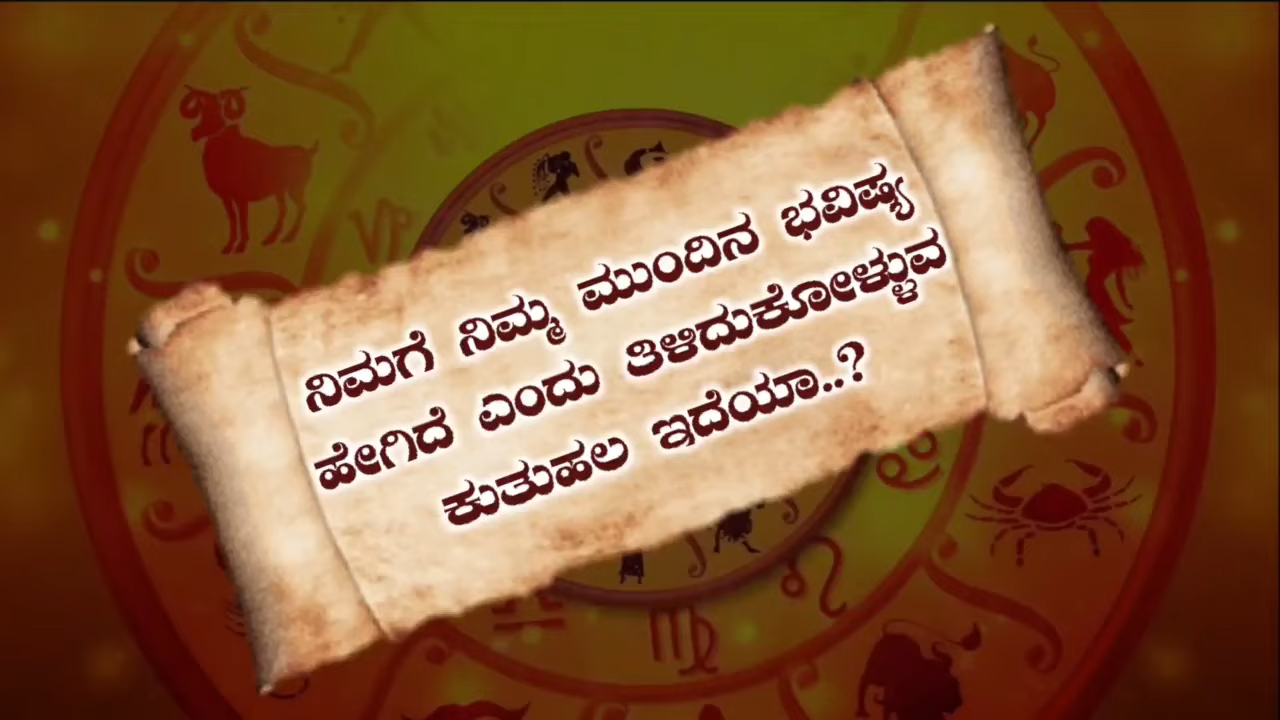 ನಿಮಗೆ ನಿಮ್ಮ ಮುಂದಿನ ಭವಿಷ್ಯ
ಹೇಗಿದೆ ಎಂದು ತಿಳಿದುಕೋಳ್ಳುವ
ಕುತುಹಲ ಇದೆಯಾ..?